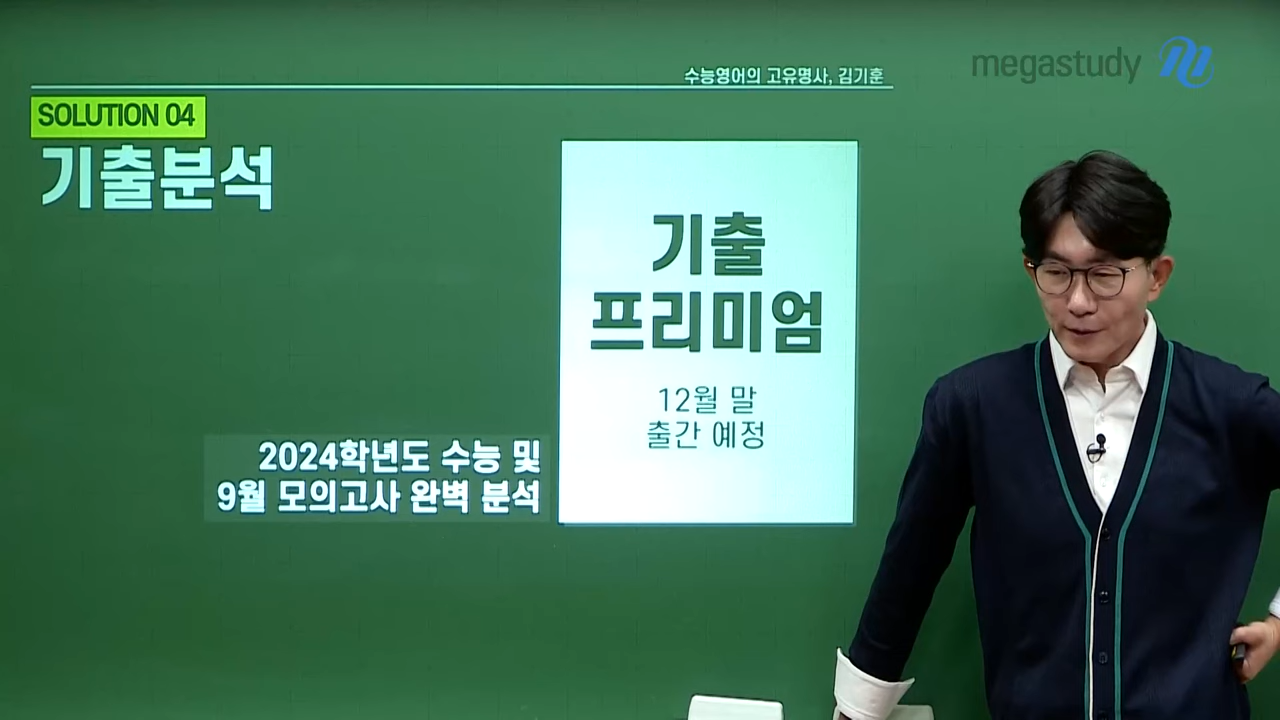 수능영어의 고유명사, 김기훈
megastudy
SOLUTION 04
기출분석
기출
프리미엄
12월 말
출간 예정
2024학년도 수능 및
9월 모의고사 완벽 분석